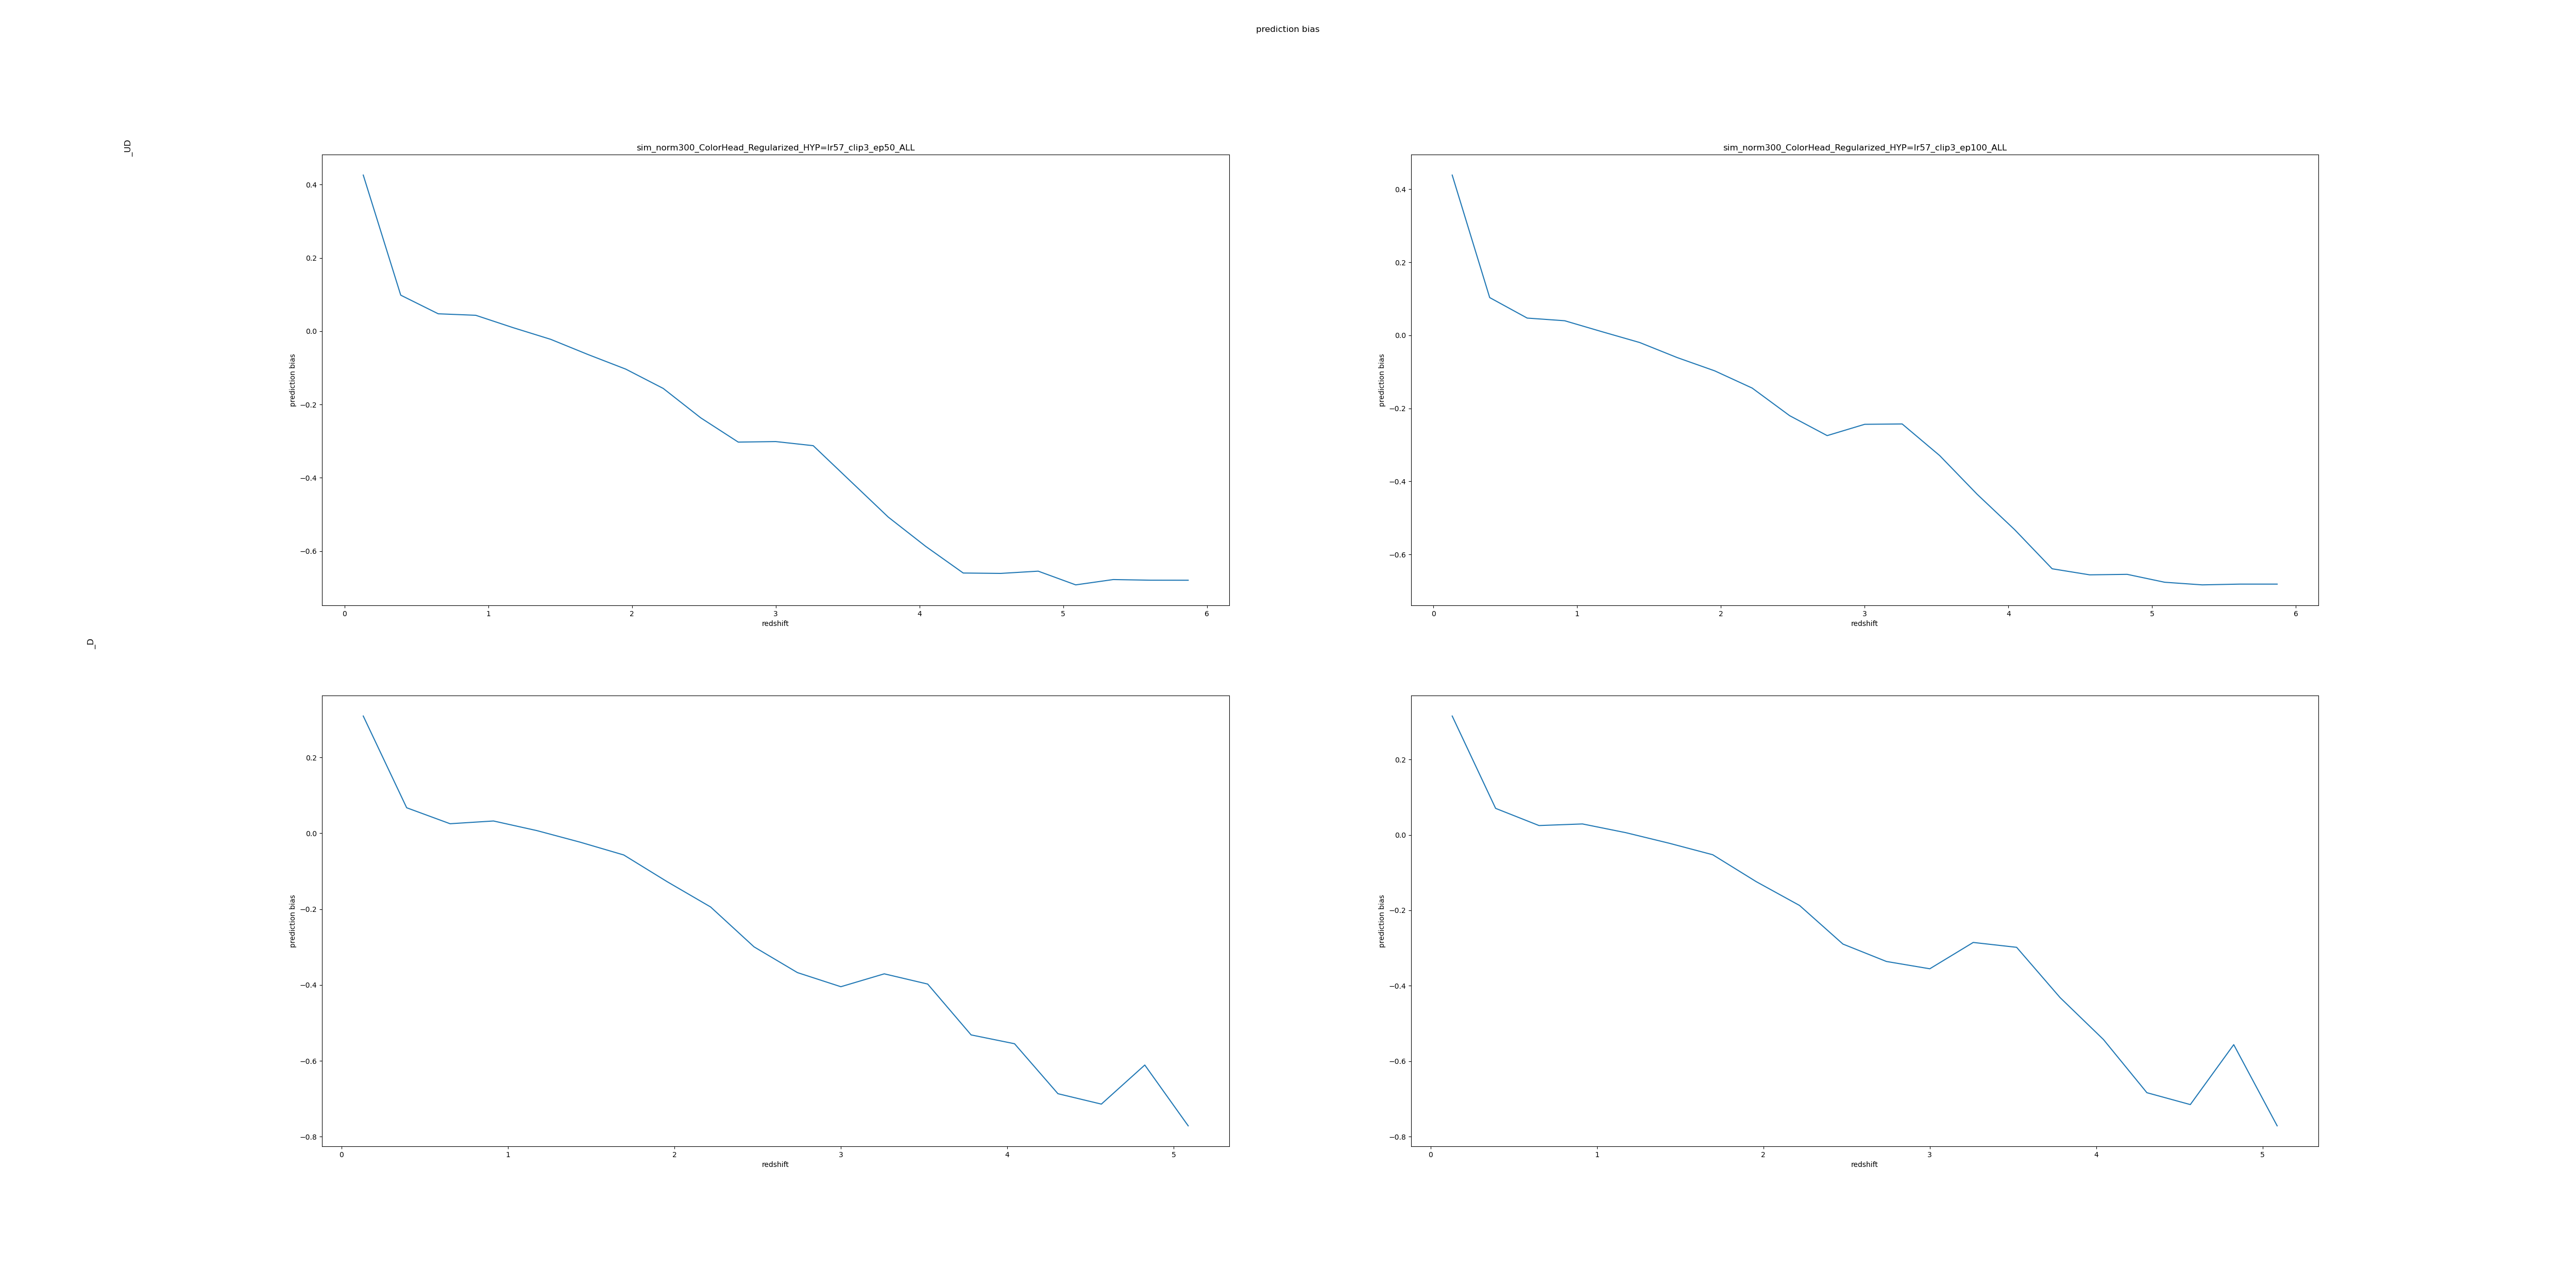 prediction bias
_UD
sim_norm300_ColorHead_Regularized_HYP=lr57_clip3_ep50_ALL
prediction bias
0.4
0.2
0.0
−0.2
−0.4
−0.6
0 1 2 3 4 5 6
redshift
sim_norm300_ColorHead_Regularized_HYP=lr57_clip3_ep100_ALL
prediction bias
0.4
0.2
0.0
−0.2
−0.4
−0.6
0 1 2 3 4 5 6
redshift
_D
prediction bias
0.2
0.0
−0.2
−0.4
−0.6
−0.8
0 1 2 3 4 5
redshift
prediction bias
0.2
0.0
−0.2
−0.4
−0.6
−0.8
0 1 2 3 4 5
redshift